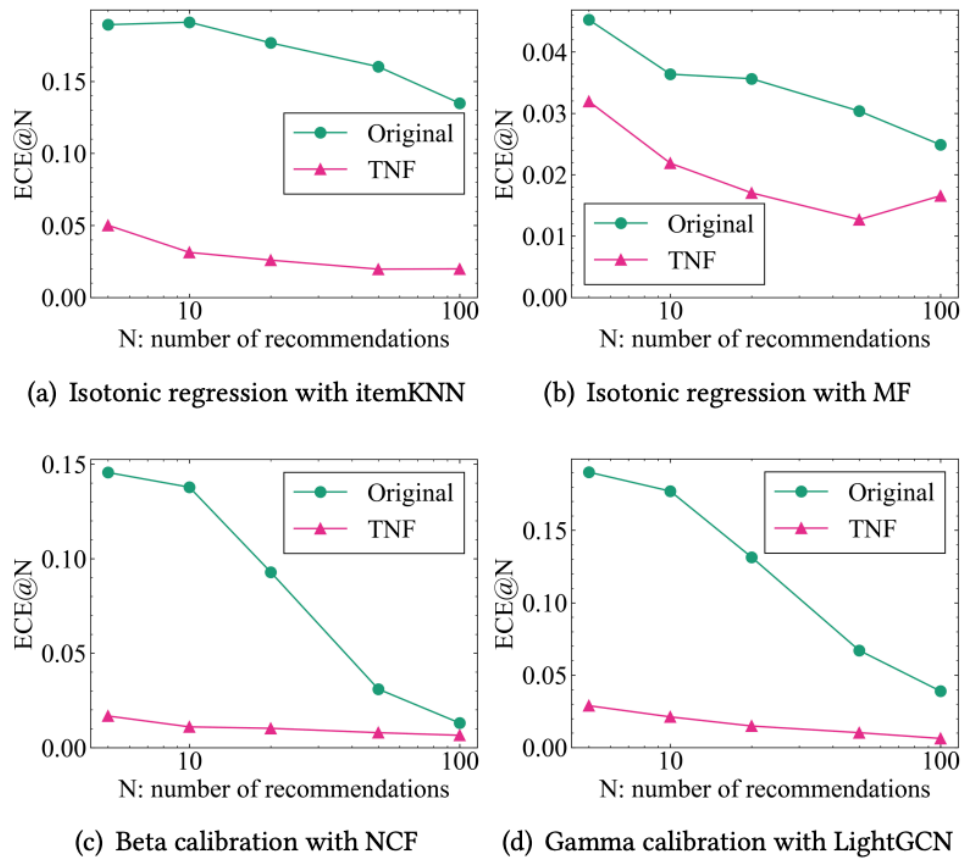 0.15
0.10
0.05
0.00
ECE@N
Original
TNF
10
100
N: number of recommendations
(a) Isotonic regression with itemKNN
0.04
0.03
0.02
0.01
0.00
ECE@N
Original
TNF
10
100
N: number of recommendations
(b) Isotonic regression with MF
0.15
0.10
0.05
0.00
ECE@N
Original
TNF
10
100
N: number of recommendations
(c) Beta calibration with NCF
0.15
0.10
0.05
0.00
ECE@N
Original
TNF
10
100
N: number of recommendations
(d) Gamma calibration with LightGCN